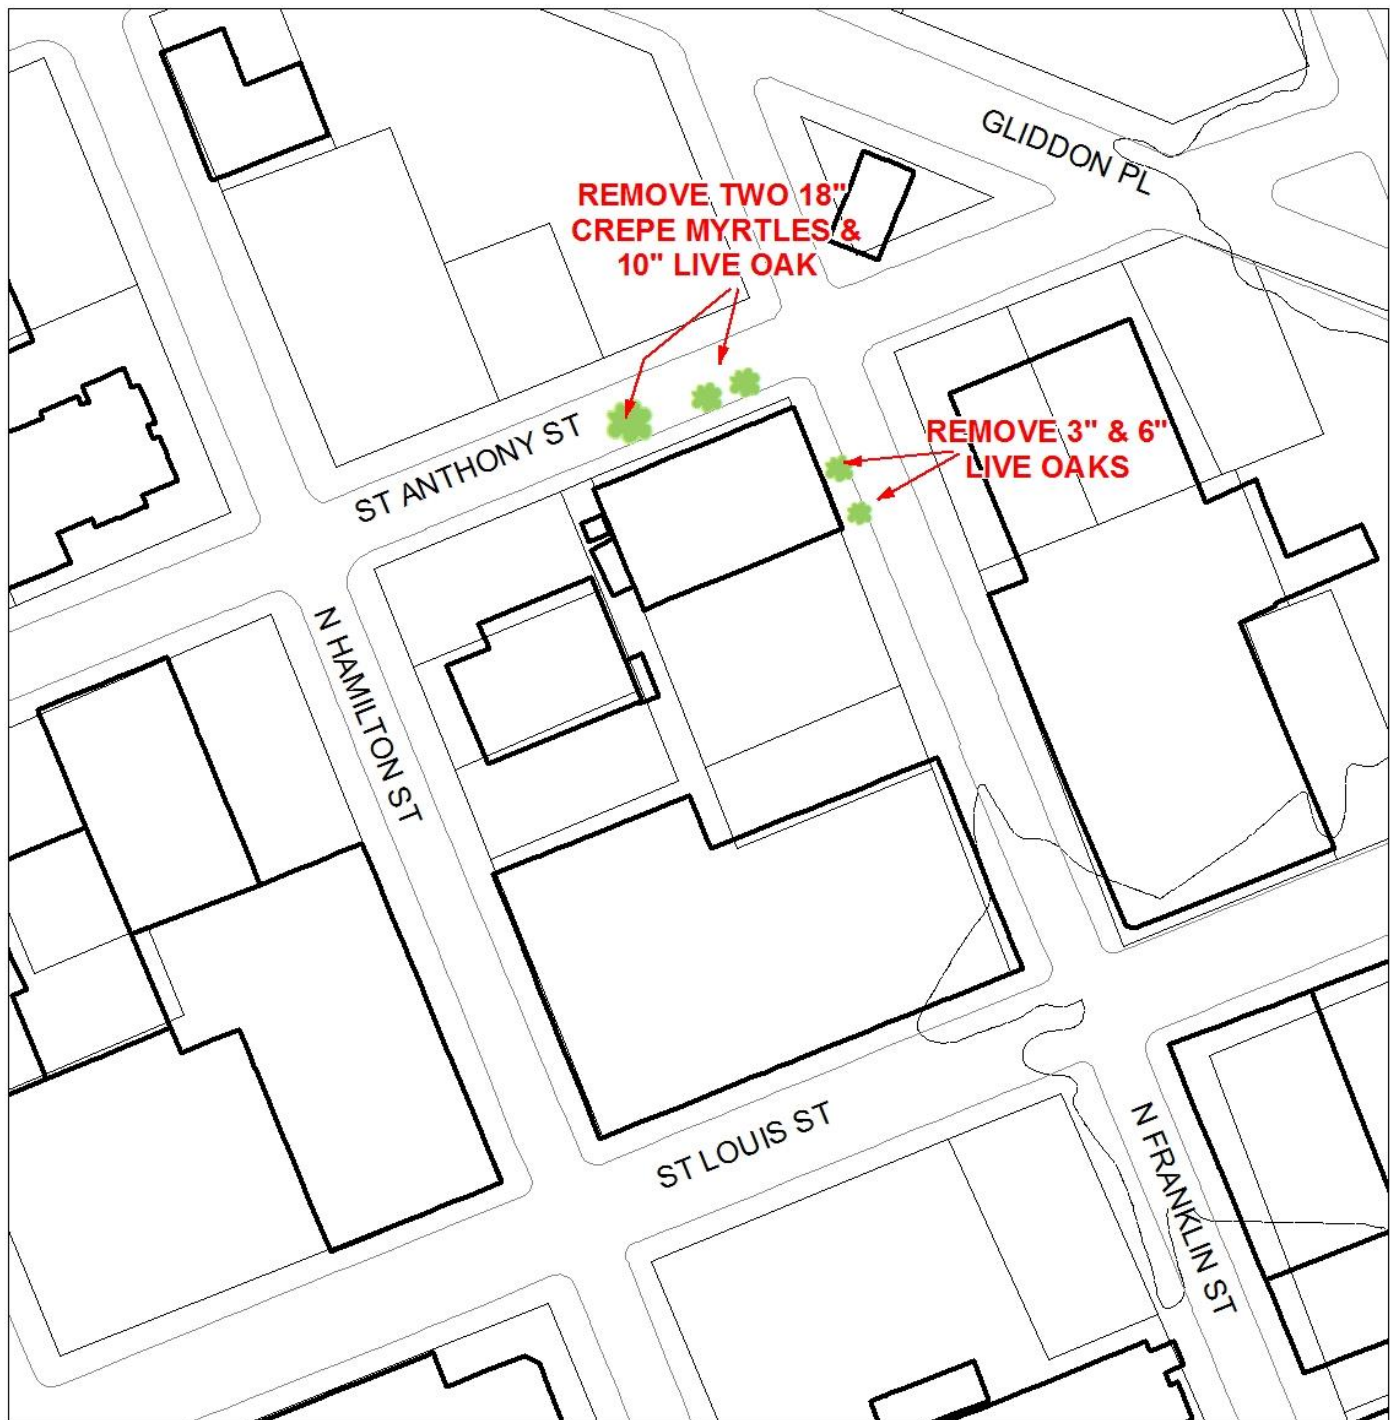 GLIDDON PL
REMOVE TWO 18"
CREPE MYRTLES &
10" LIVE OAK
REMOVE 3" & 6"
LIVE OAKS
ST ANTHONY ST
N HAMILTON ST
ST LOUIS ST
N FRANKLIN ST